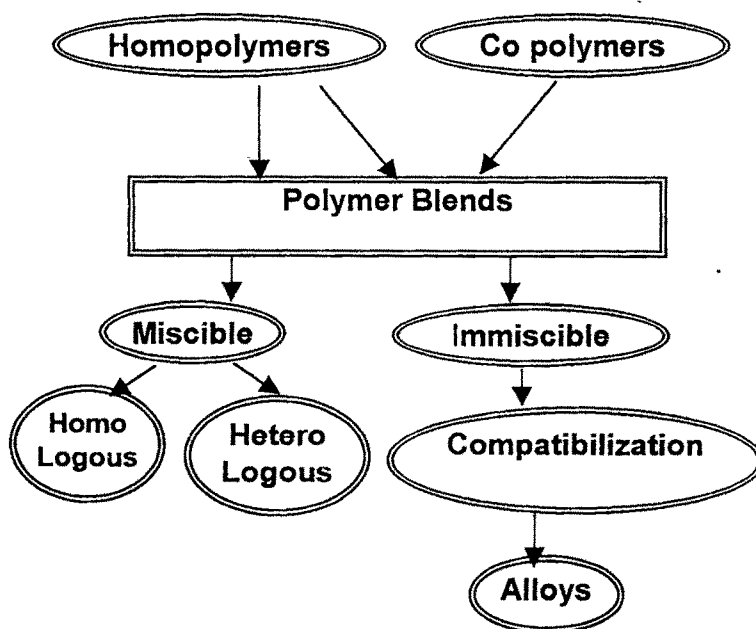 Homopolymers
Co polymers
Polymer Blends
Miscible
Immiscible
Homo
Logous
Hetero
Logous
Compatibilization
Alloys